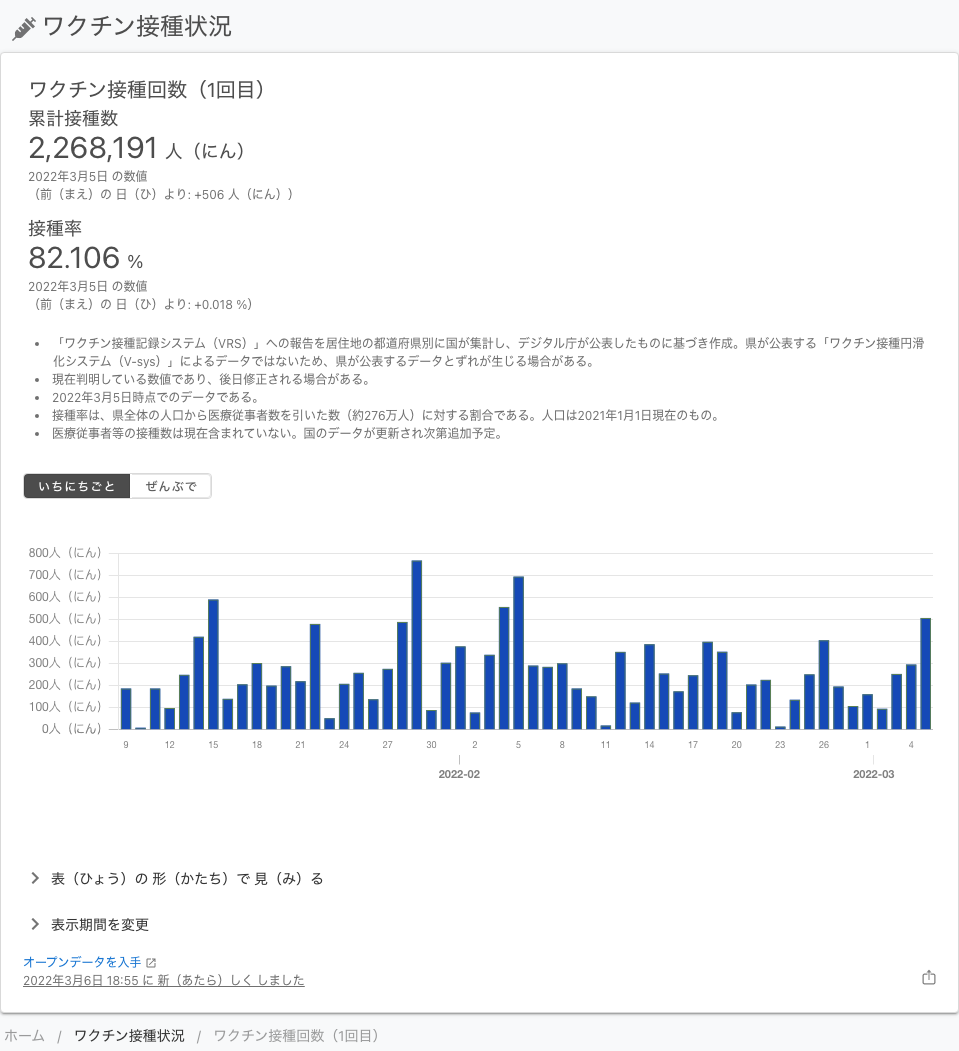 ワクチン接種状況
ワクチン接種回数（1回目）
累計接種数
2,268,191 人（にん）
2022年3月5日 の数値
（前（まえ）の 日（ひ）より: +506 人（にん））
接種率
82.106 %
2022年3月5日 の数値
（前（まえ）の 日（ひ）より: +0.018 %）
• 「ワクチン接種記録システム（VRS）」への報告を居住地の都道府県別に国が集計し、デジタル庁が公表したものに基づき作成。県が公表する「ワクチン接種円滑
化システム（V-sys）」によるデータではないため、県が公表するデータとずれが生じる場合がある。
• 現在判明している数値であり、後日修正される場合がある。
• 2022年3月5日時点でのデータである。
• 接種率は、県全体の人口から医療従事者数を引いた数（約276万人）に対する割合である。人口は2021年1月1日現在のもの。
• 医療従事者等の接種数は現在含まれていない。国のデータが更新され次第追加予定。
いちにちごと ぜんぶで
800人（にん）
700人（にん）
600人（にん）
500人（にん）
400人（にん）
300人（にん）
200人（にん）
100人（にん）
0人（にん）
9 12 15 18 21 24 27 30 2 5 8 11 14 17 20 23 26 1 4
2022-02 2022-03
表（ひょう）の 形（かたち）で 見（み）る
表示期間を変更
オープンデータを入手
2022年3月6日 18:55 に 新（あたら）しく しました
ホーム / ワクチン接種状況 / ワクチン接種回数（1回目）